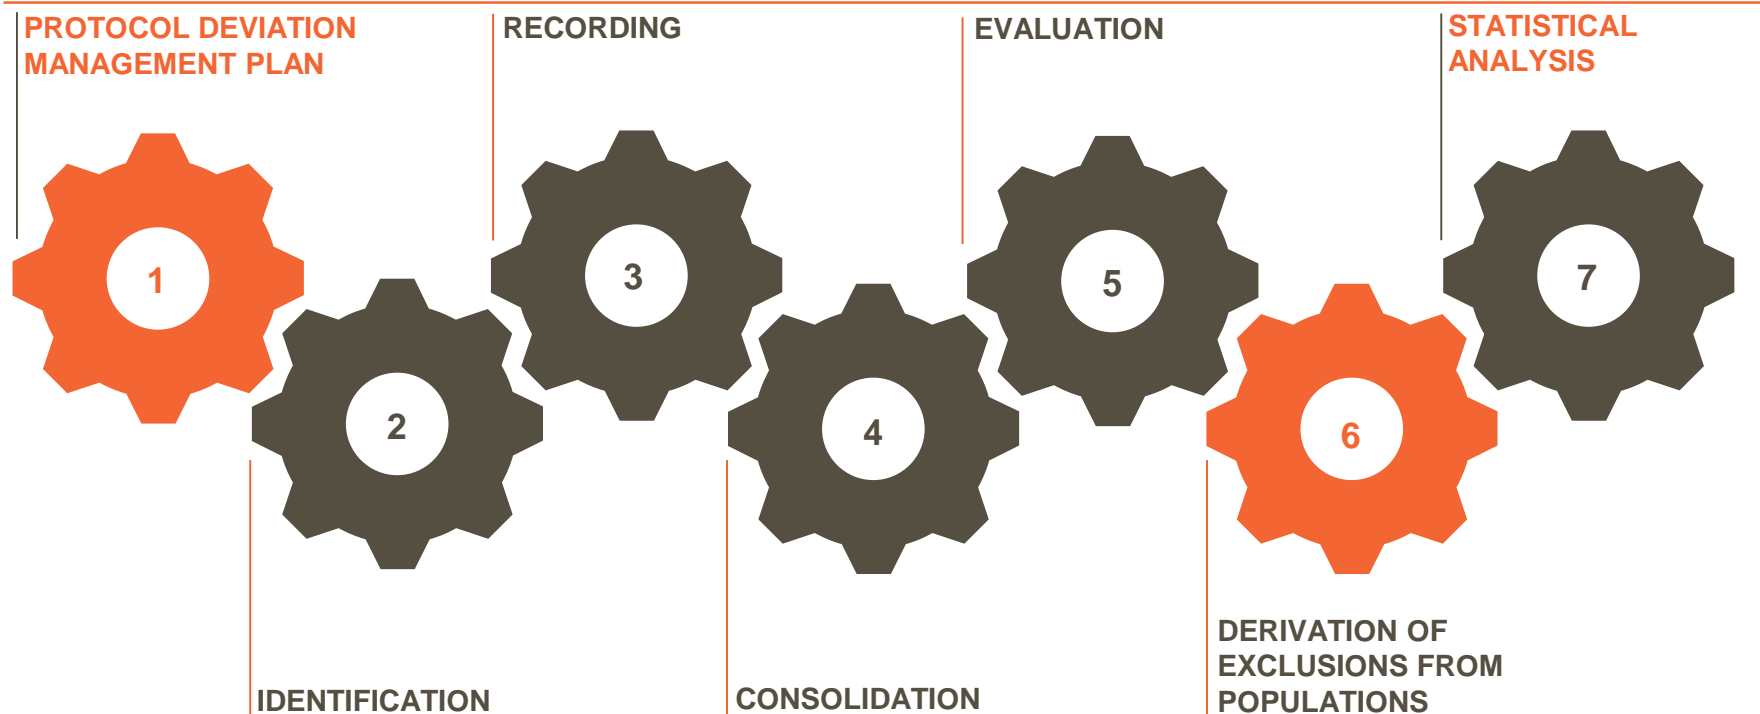 PROTOCOL DEVIATION
MANAGEMENT PLAN
RECORDING
EVALUATION
STATISTICAL
ANALYSIS
1
2
3
4
5
6
7
IDENTIFICATION
CONSOLIDATION
DERIVATION OF
EXCLUSIONS FROM
POPULATIONS